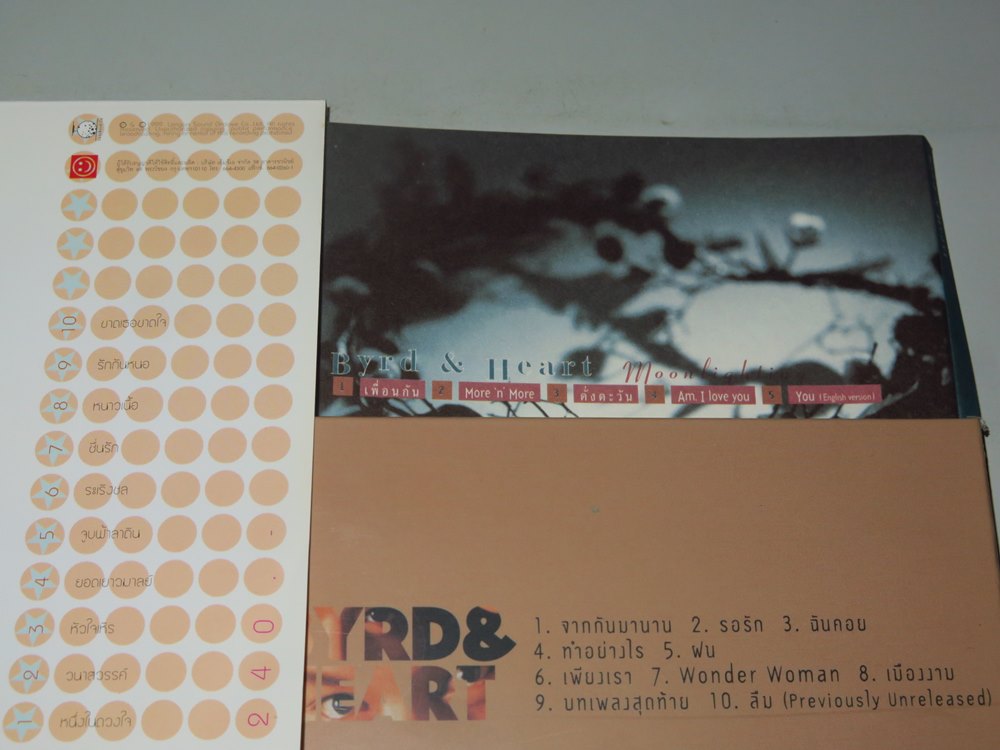 10 ขาดเธอขาดใจ
9 รักกันหนอ
8 หนาวเนื้อ
7 ชื่นรัก
6 ระเริงชล
5 จูบฟ้าลาดิน
4 ยอดเยาวมาลย์
3 หัวใจเหิร
2 วนาสวรรค์
1 หนึ่งในดวงใจ
2 4 0
Byrd & Heart Moonlight
1 เพื่อนกัน 2 More 'n' More 3 ดั่งตะวัน 3 Am. I love you 5 You (English version)
BYRD&
HEART
1. จากกันมานาน 2. รอรัก 3. ฉันคอย
4. ทำอย่างไร 5. ฝน
6. เพียงเรา 7. Wonder Woman 8. เมืองงาม
9. บทเพลงสุดท้าย 10. ลืม (Previously Unreleased)